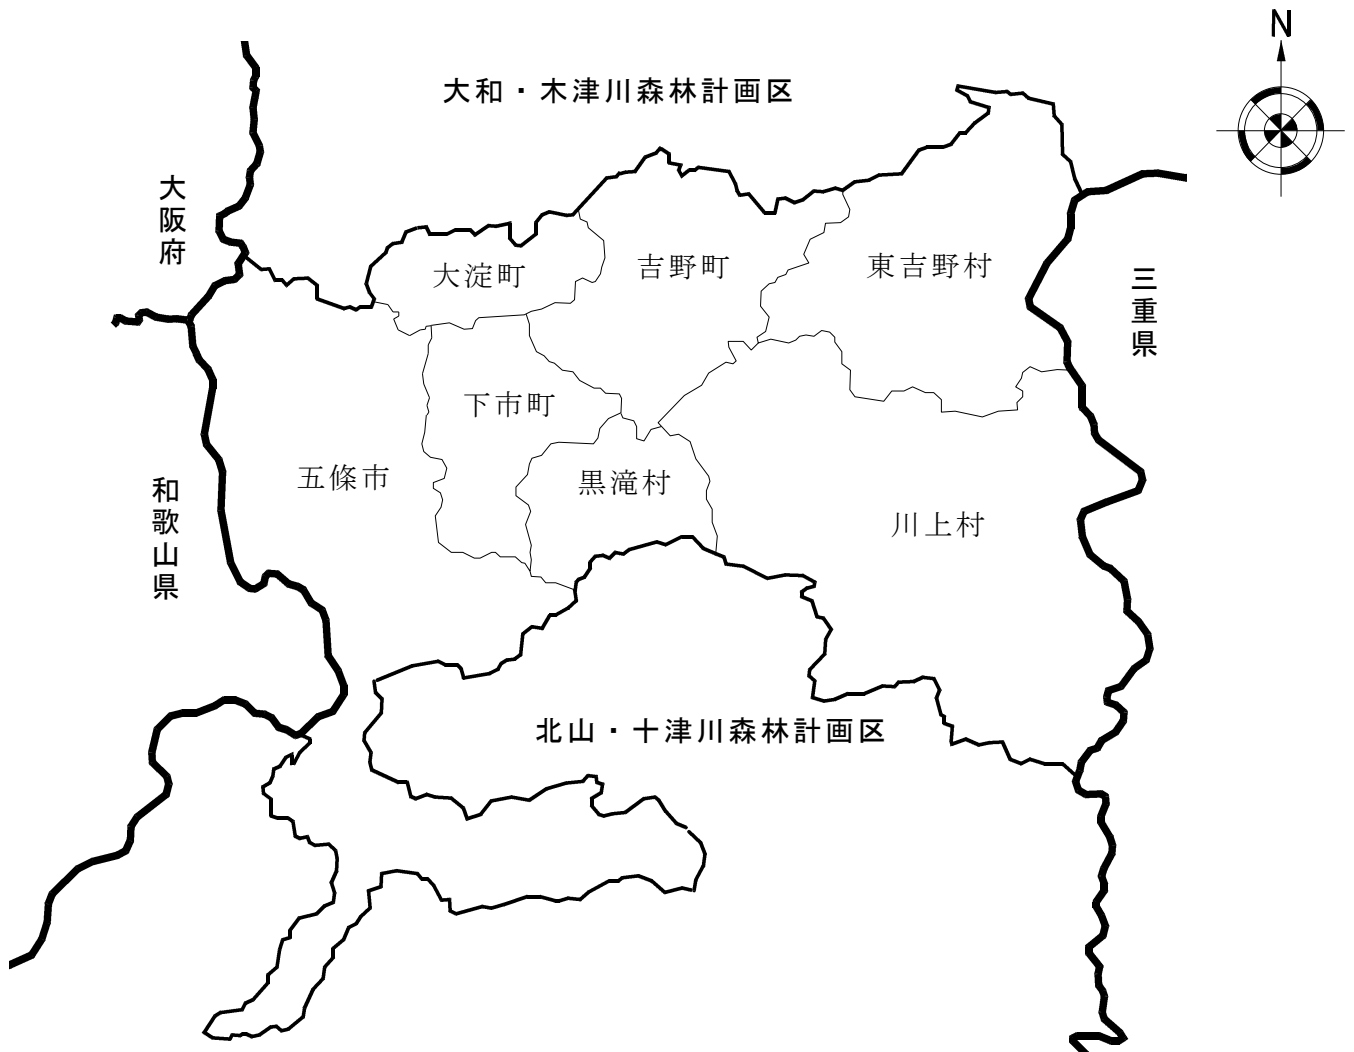 N
大和・木津川森林計画区
大阪府
大淀町
吉野町
東吉野村
三重県
下市町
五條市
黒滝村
川上村
和歌山県
北山・十津川森林計画区